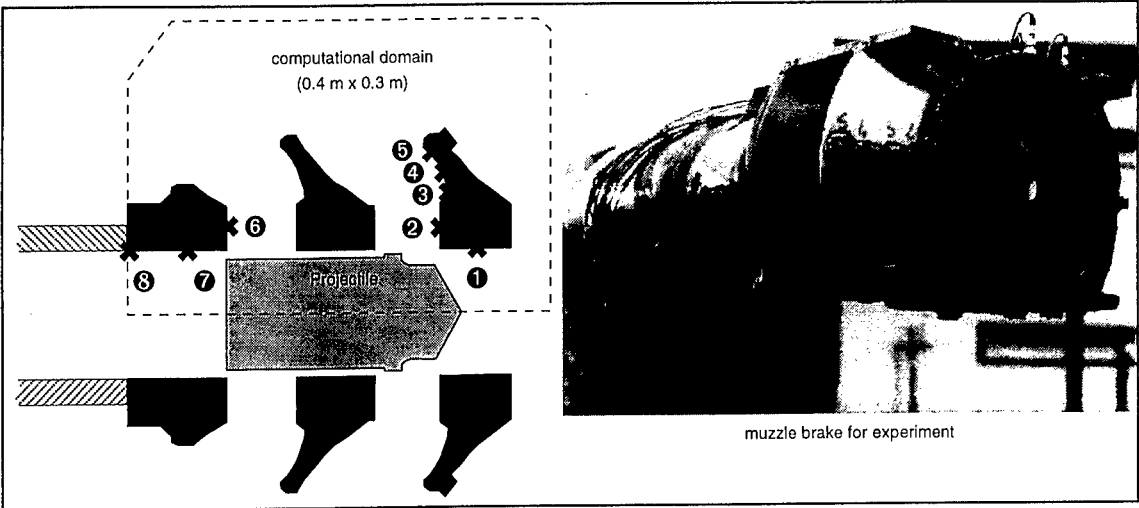 computational domain
(0.4 m x 0.3 m)
5
4
3
2
6
8
7
1
Projectile
muzzle brake for experiment